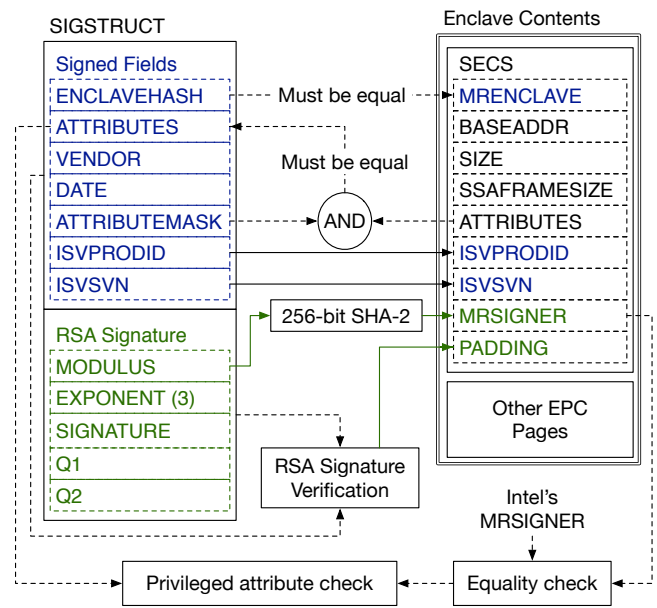 SIGSTRUCT
Signed Fields
ENCLAVEHASH
ATTRIBUTES
VENDOR
DATE
ATTRIBUTEMASK
ISVPRODID
ISVSVN
RSA Signature
MODULUS
EXPONENT (3)
SIGNATURE
Q1
Q2
Must be equal
Must be equal
AND
256-bit SHA-2
RSA Signature
Verification
Enclave Contents
SECS
MRENCLAVE
BASEADDR
SIZE
SSAFRAMESIZE
ATTRIBUTES
ISVPRODID
ISVSVN
MRSIGNER
PADDING
Other EPC
Pages
Intel's
MRSIGNER
Privileged attribute check
Equality check